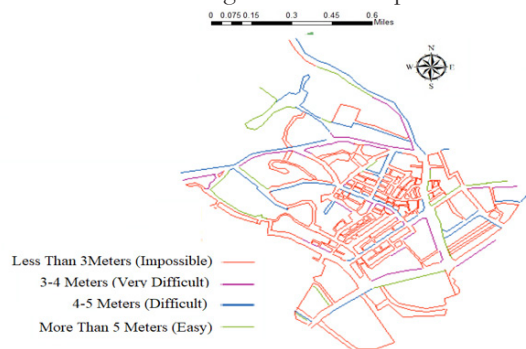 0 0.075 0.15 0.3 0.45 0.6
Miles
N
W E
S
Less Than 3Meters (Impossible)
3-4 Meters (Very Difficult)
4-5 Meters (Difficult)
More Than 5 Meters (Easy)